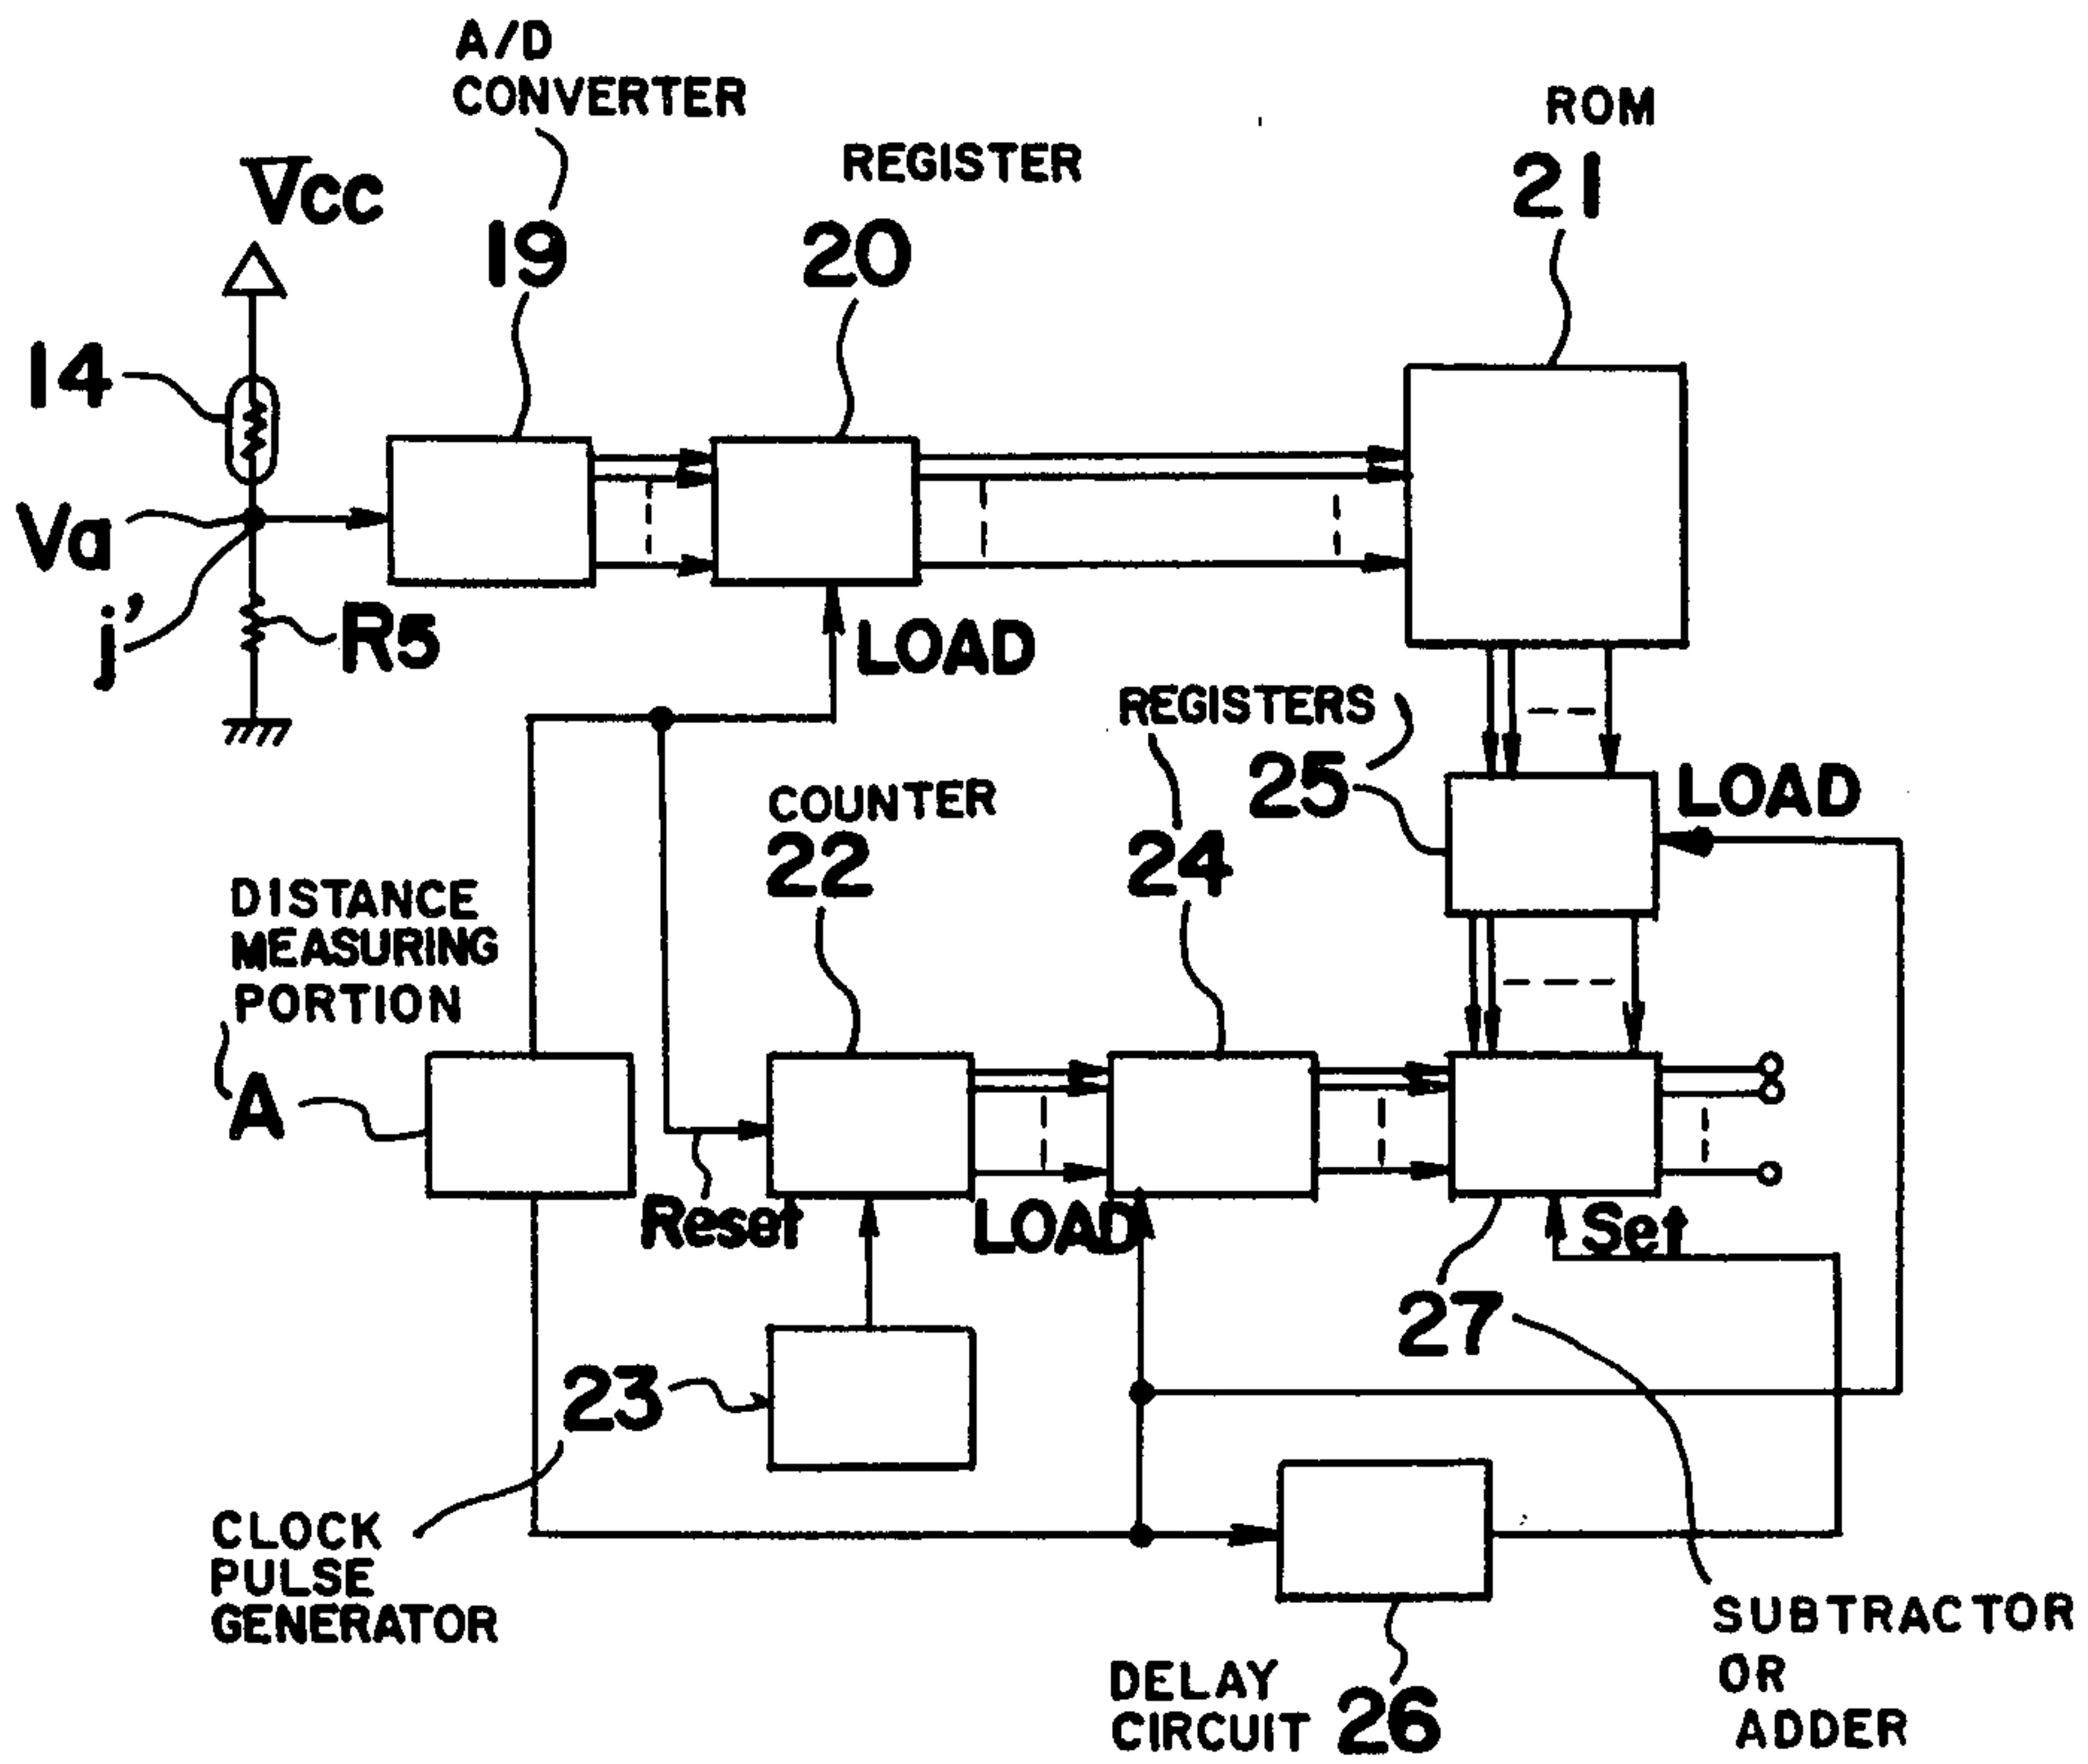 A/D
CONVERTER
REGISTER
ROM
Vcc
19
20
21
14
Va
j'
R5
LOAD
REGISTERS
25
LOAD
COUNTER
22
24
DISTANCE
MEASURING
PORTION
A
Reset
LOAD
Set
27
23
CLOCK
PULSE
GENERATOR
SUBTRACTOR
OR
ADDER
DELAY
CIRCUIT 26